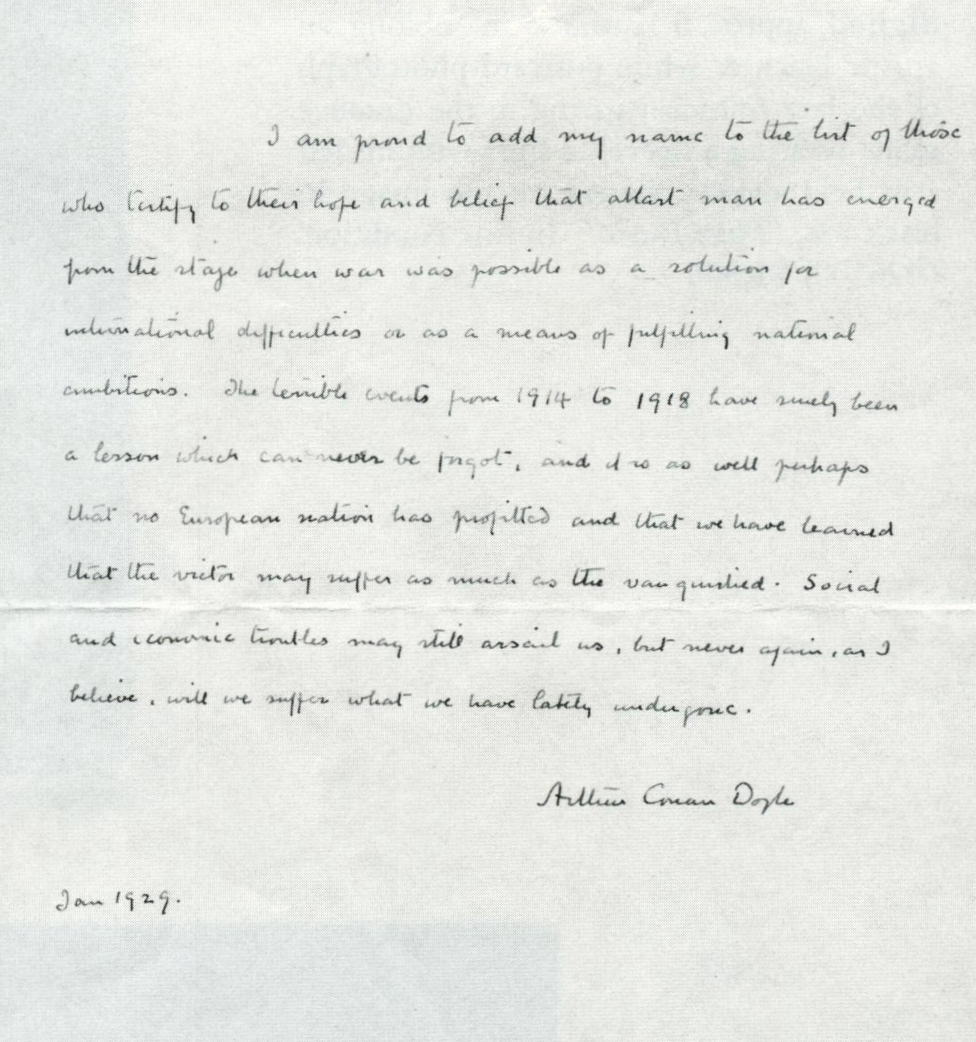 I am proud to add my name to the list of those
who testify to their hope and belief that atlast man has emerged
from the stage when war was possible as a solution for
international difficulties or as a means of fulfilling national
ambitions. The terrible events from 1914 to 1918 have surely been
a lesson which can never be forgot, and it is as well perhaps
that no European nation has profitted and that we have learned
that the victor may suffer as much as the vanquished. Social
and economic troubles may still assail us, but never again, as I
believe, will we suffer what we have lately undergone.
Arthur Conan Doyle
Jan 1929.